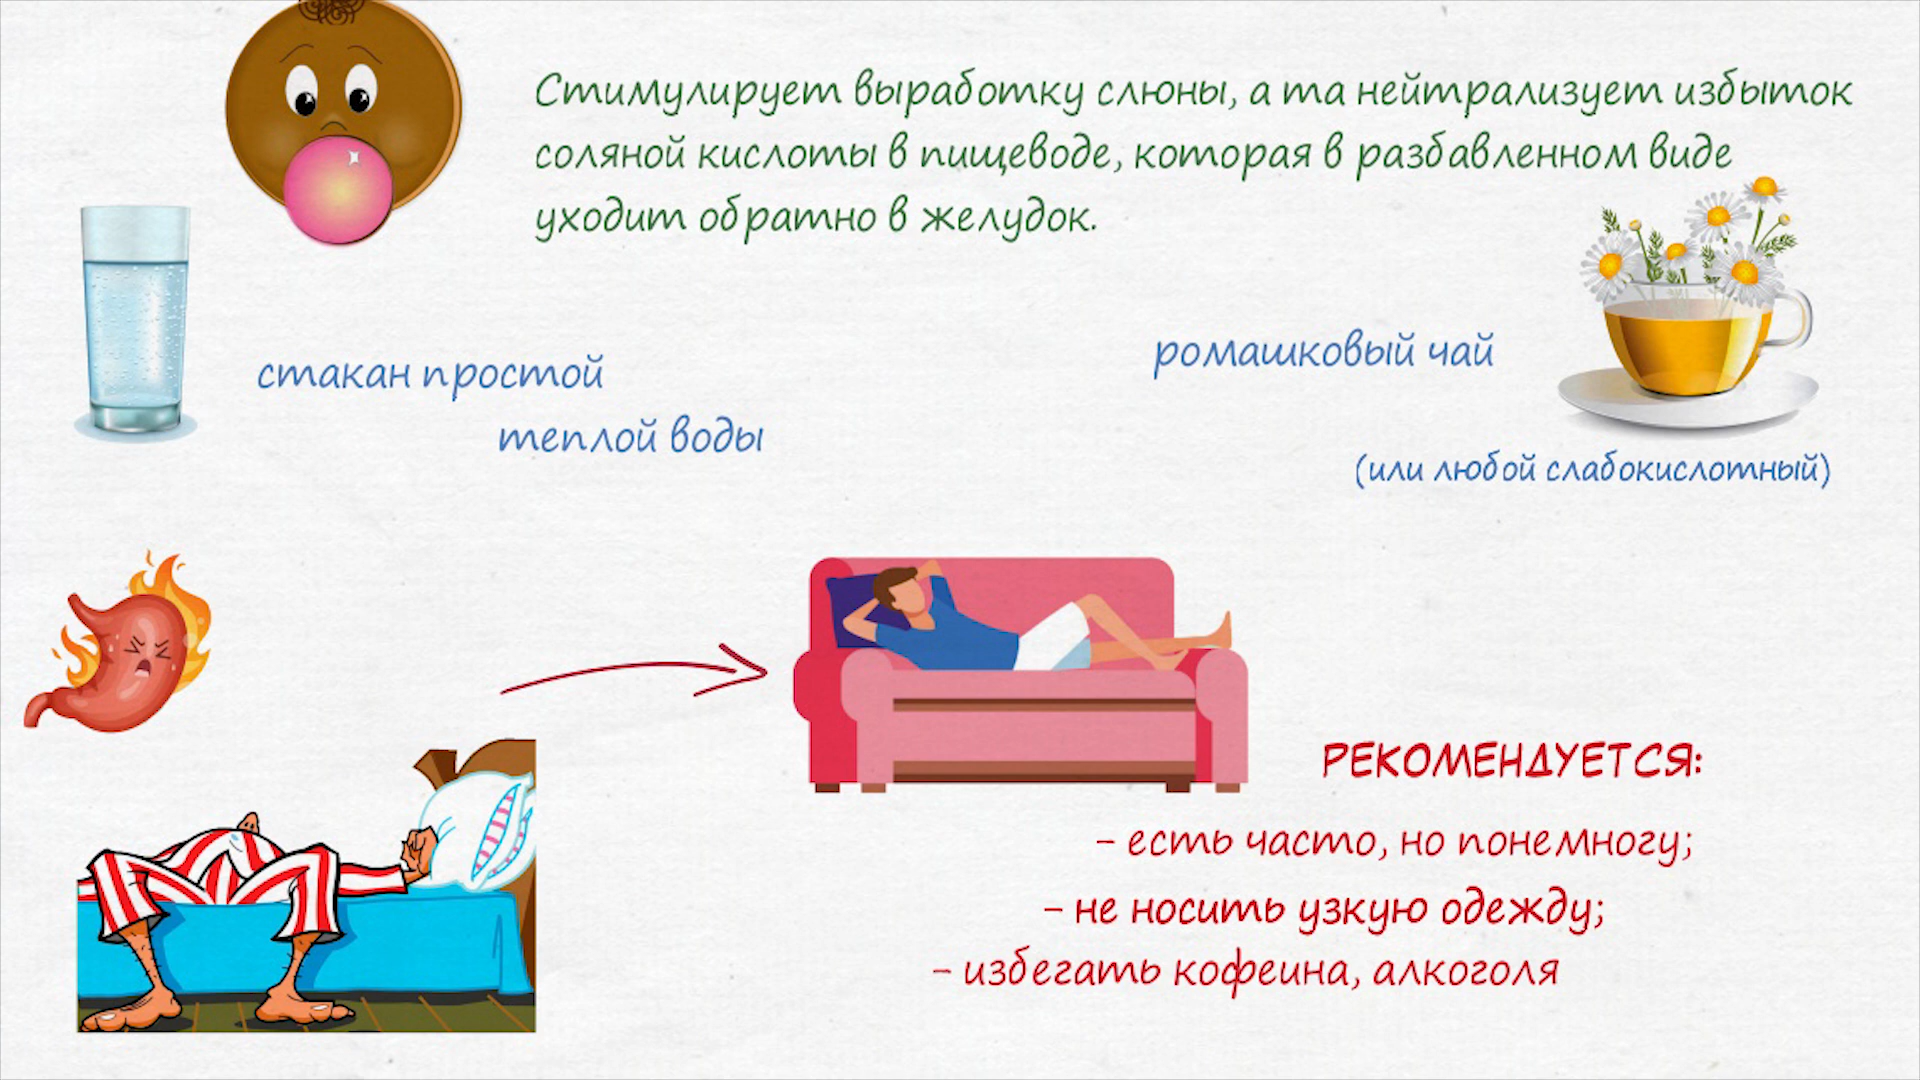 Стимулирует выработку слюны, а та нейтрализует избыток
соляной кислоты в пищеводе, которая в разбавленном виде
уходит обратно в желудок.
стакан простой
теплой воды
ромашковый чай
(или любой слабокислотный)
РЕКОМЕНДУЕТСЯ:
- есть часто, но понемногу;
- не носить узкую одежду;
- избегать кофеина, алкоголя